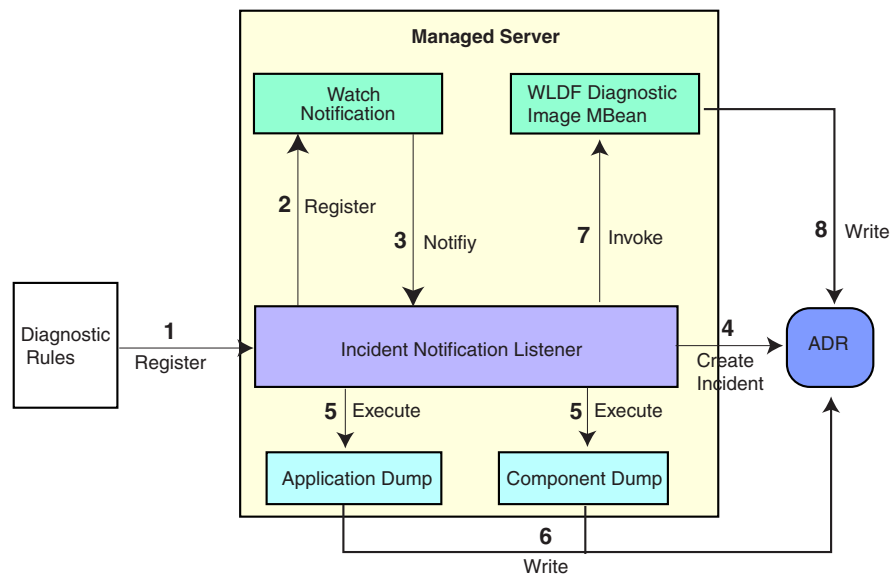 Managed Server
Watch
Notification
WLDF Diagnostic
Image MBean
2 Register
3 Notifiy
7 Invoke
8 Write
Diagnostic
Rules
1
Register
Incident Notification Listener
4
Create
Incident
ADR
5 Execute
5 Execute
Application Dump
Component Dump
6
Write